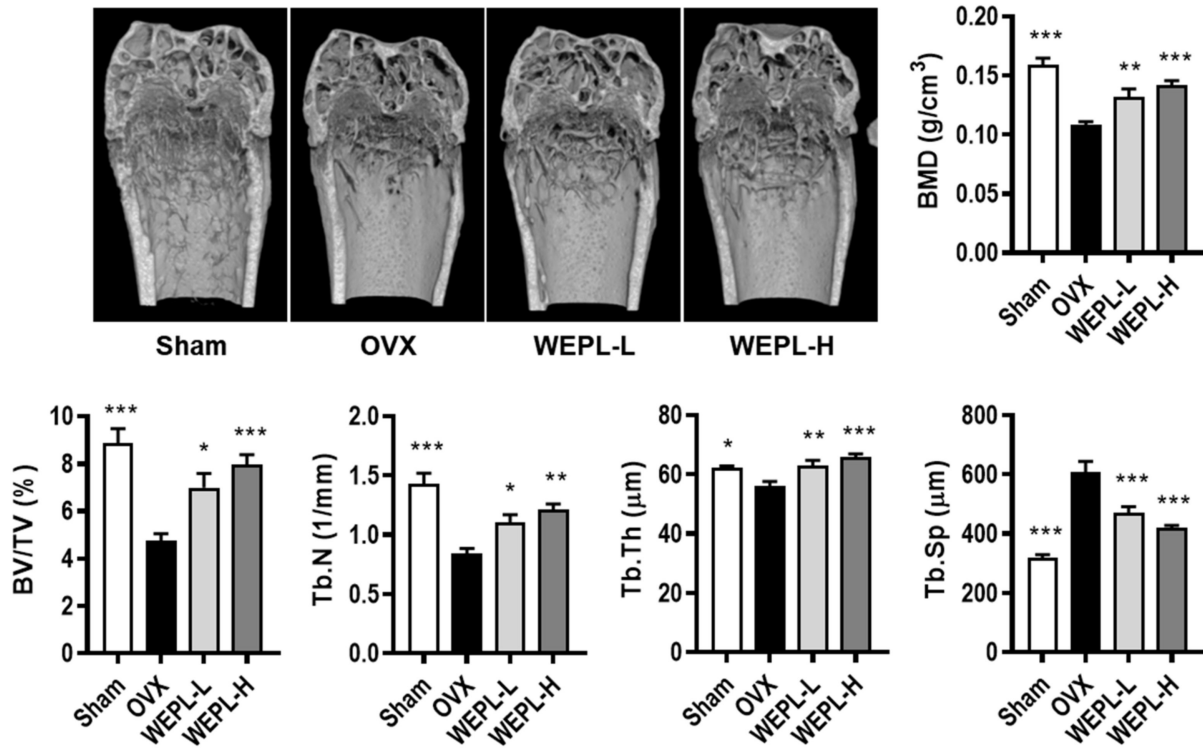 Sham
OVX
WEPL-L
WEPL-H
BMD (g/cm³)
0.20
0.15
0.10
0.05
0.00
***
**
***
Sham
OVX
WEPL-L
WEPL-H
BV/TV (%)
10
8
6
4
2
0
***
*
***
Sham
OVX
WEPL-L
WEPL-H
Tb.N (1/mm)
2.0
1.5
1.0
0.5
0.0
***
*
**
Sham
OVX
WEPL-L
WEPL-H
Tb.Th (μm)
80
60
40
20
0
*
**
***
Sham
OVX
WEPL-L
WEPL-H
Tb.Sp (μm)
800
600
400
200
0
***
***
***
Sham
OVX
WEPL-L
WEPL-H